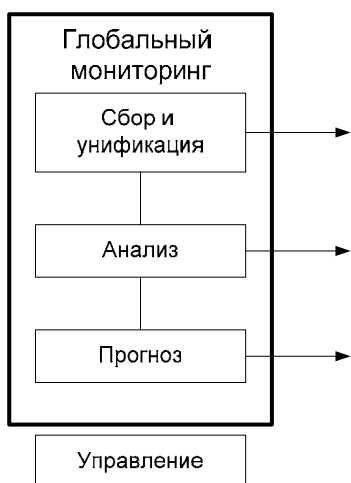 Глобальный
мониторинг
Сбор и
унификация
Анализ
Прогноз
Управление